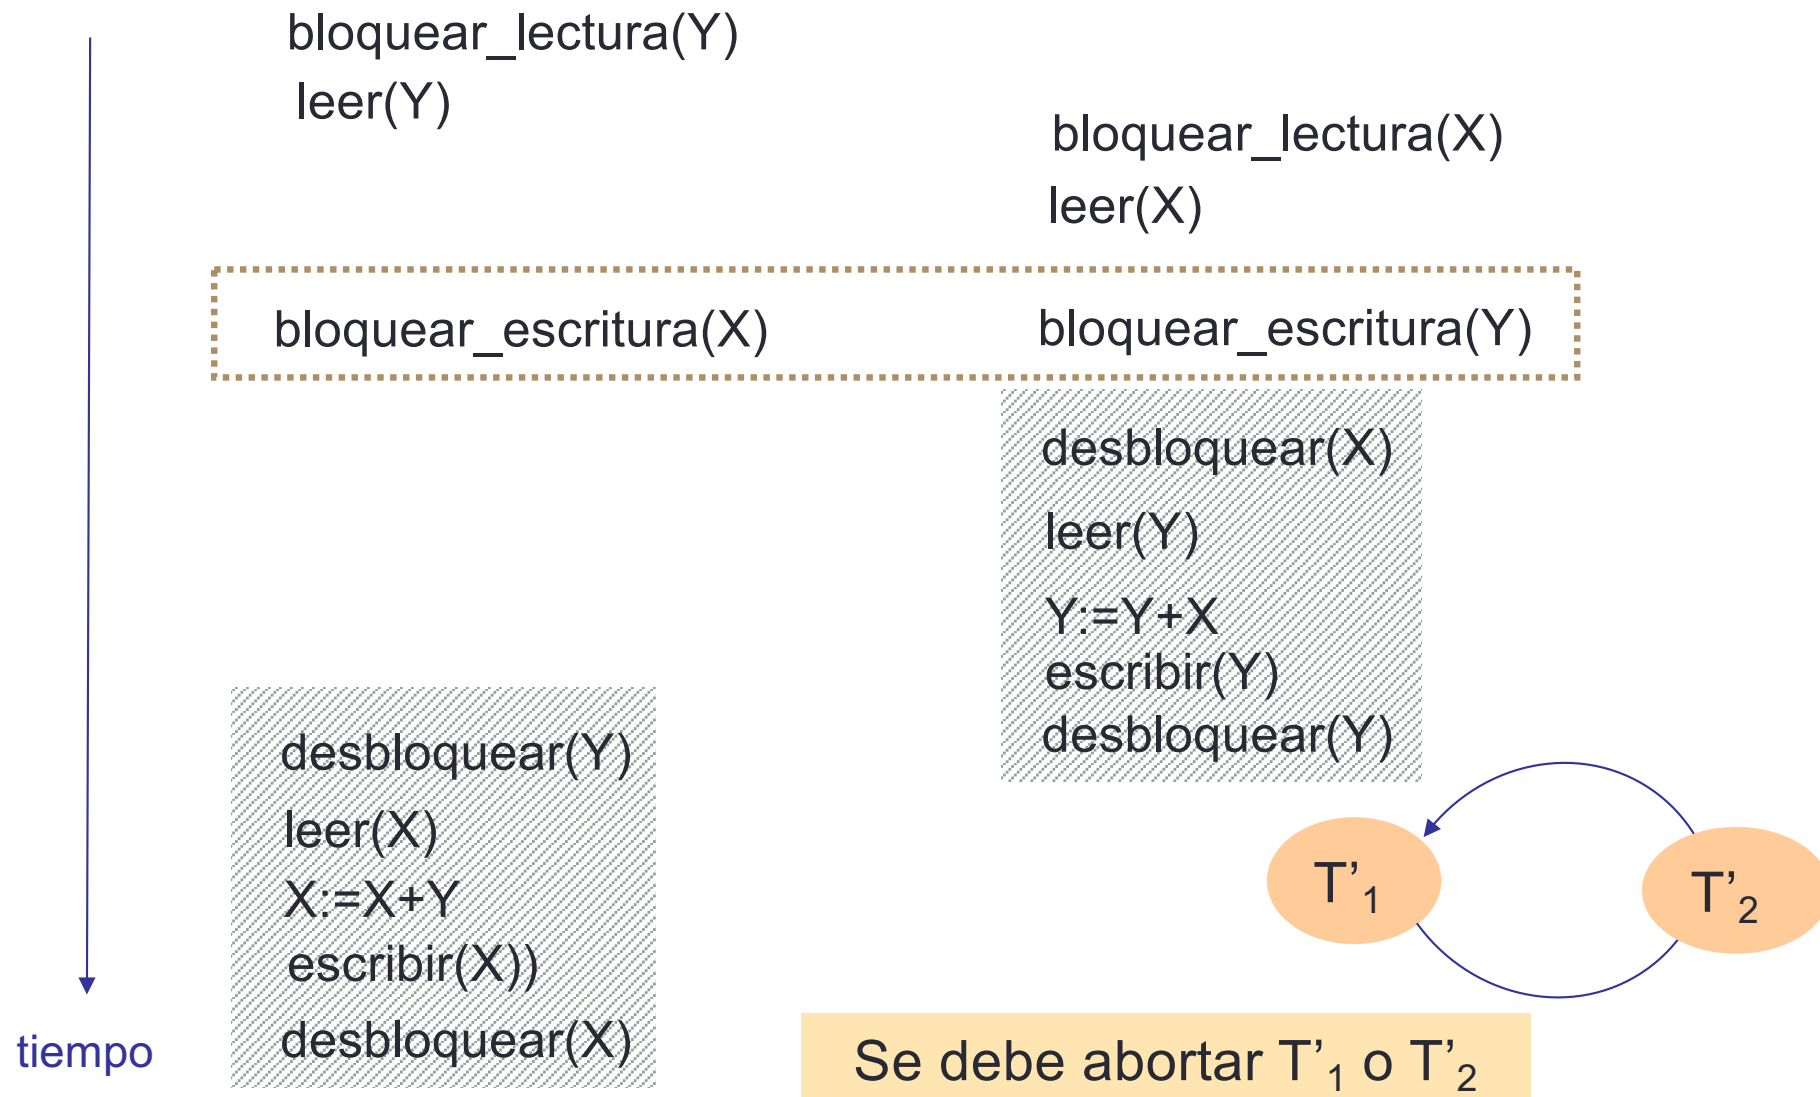 bloquear_lectura(Y)
leer(Y)
bloquear_lectura(X)
leer(X)
bloquear_escritura(X)
bloquear_escritura(Y)
desbloquear(X)
leer(Y)
Y:=Y+X
escribir(Y)
desbloquear(Y)
desbloquear(Y)
leer(X)
X:=X+Y
escribir(X))
desbloquear(X)
T’1
T’2
tiempo
Se debe abortar T’1 o T’2